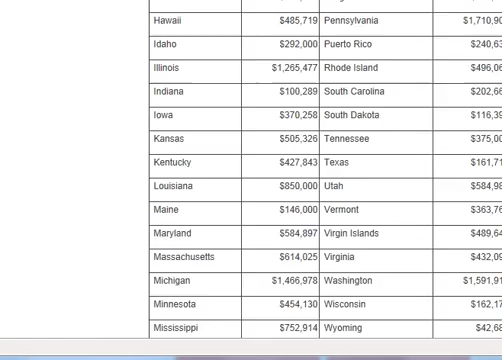 Hawaii $485,719 Pennsylvania
Idaho $292,000 Puerto Rico
Illinois $1,265,477 Rhode Island
Indiana $100,289 South Carolina
Iowa $370,258 South Dakota
Kansas $505,326 Tennessee
Kentucky $427,843 Texas
Louisiana $850,000 Utah
Maine $146,000 Vermont
Maryland $584,897 Virgin Islands
Massachusetts $614,025 Virginia
Michigan $1,466,978 Washington
Minnesota $454,130 Wisconsin
Mississippi $752,914 Wyoming